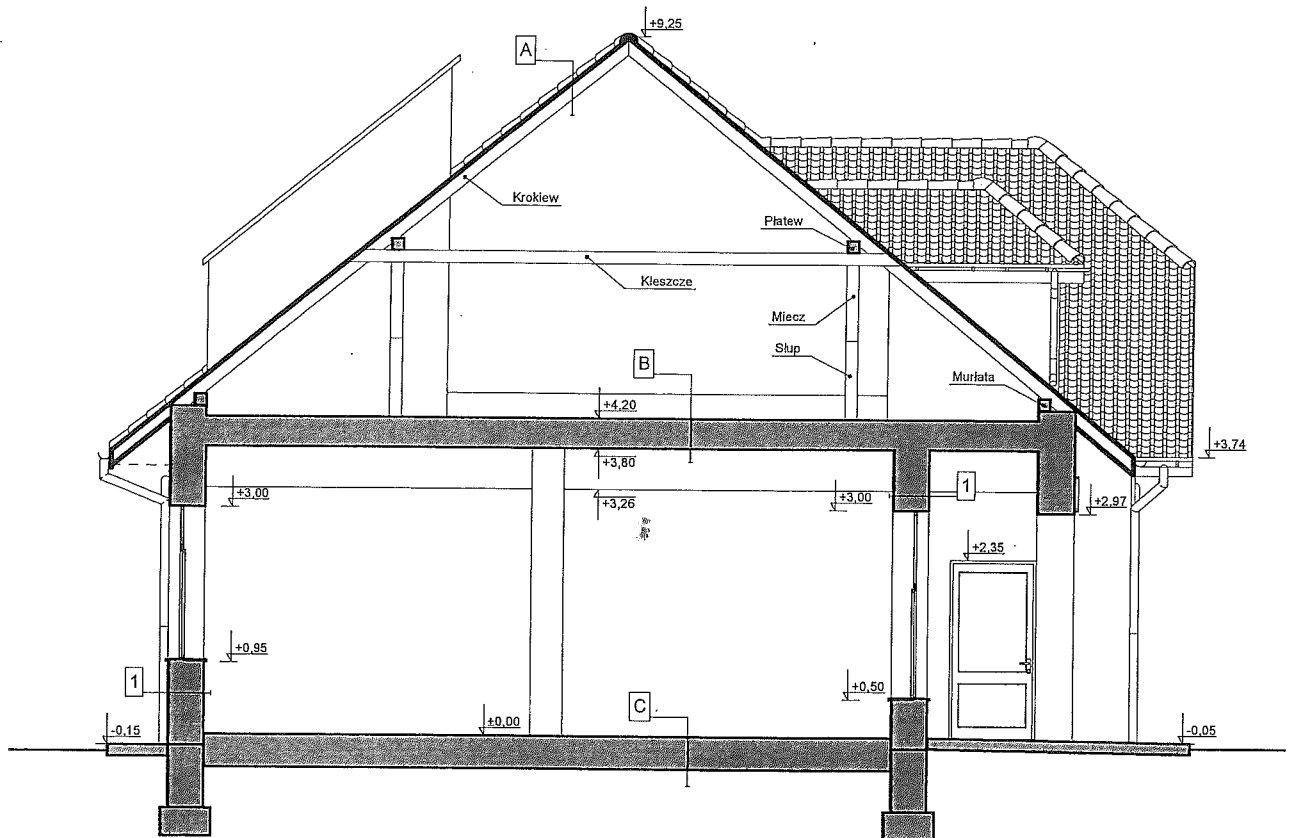 +9,25
A
Krokiew
Płatew
Kleszcze
Miecz
Słup
B
Murłata
+4,20
+3,74
+3,80
+3,00
+3,26
+3,00
1
+2,97
+2,35
+0,95
1
+0,50
C
±0,00
-0,15
-0,05